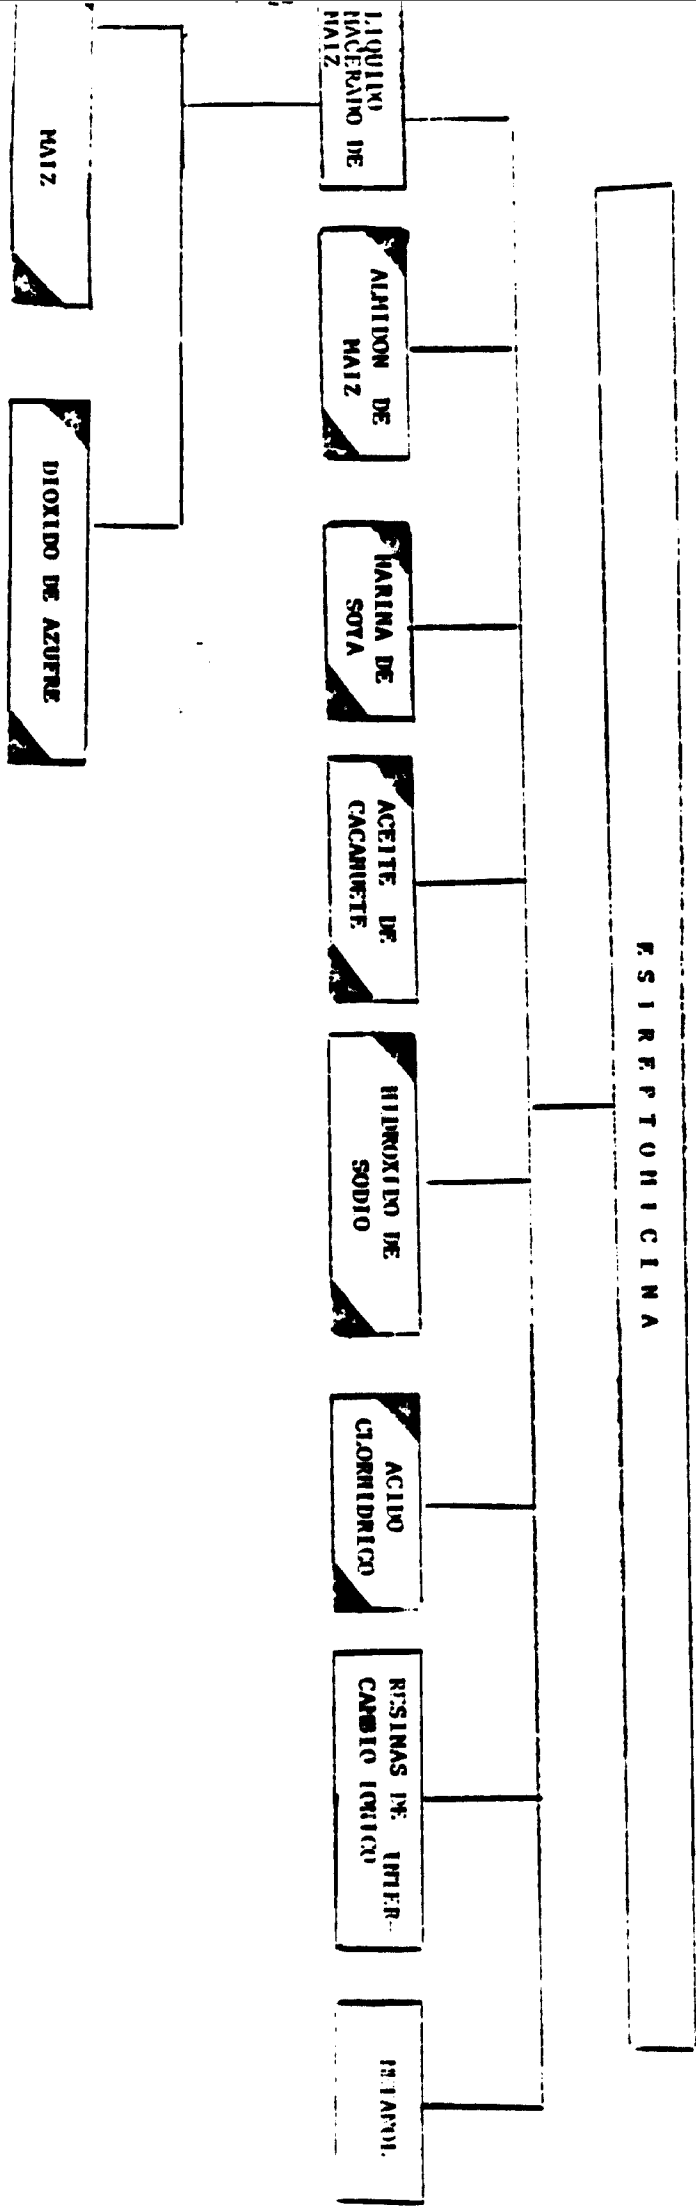 ESTREPTOMICINA
LIQUIDO
MACERADO DE
MAIZ
ALMIDON DE
MAIZ
HARINA DE
SOYA
ACEITE DE
CACAHUETE
HIDROXIDO DE
SODIO
ACIDO
CLORHIDRICO
RESINAS DE INTER-
CAMBIO IONICO
METANOL
MAIZ
DIOXIDO DE AZUFRE